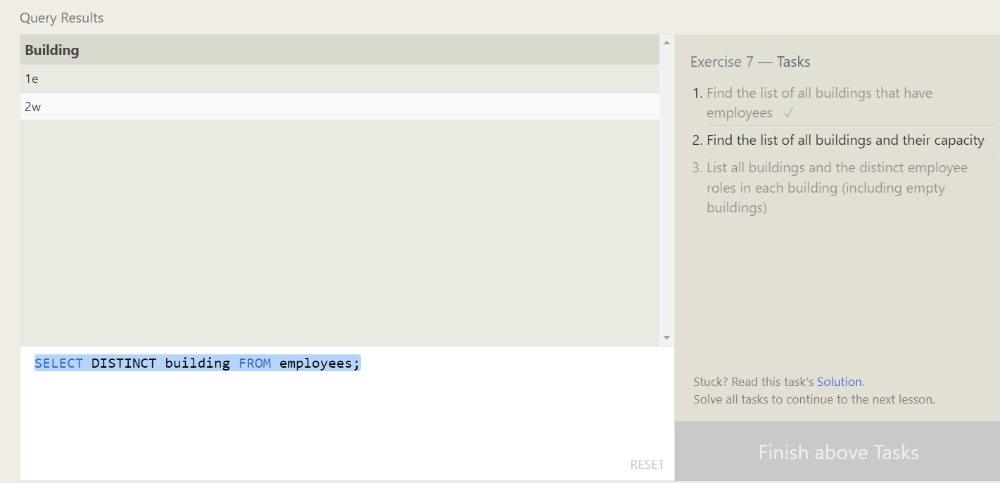 Query Results
Building
1e
2w
SELECT DISTINCT building FROM employees;
RESET
Exercise 7 — Tasks
1. Find the list of all buildings that have
employees ✓
2. Find the list of all buildings and their capacity
3. List all buildings and the distinct employee
roles in each building (including empty
buildings)
Stuck? Read this task's Solution.
Solve all tasks to continue to the next lesson.
Finish above Tasks